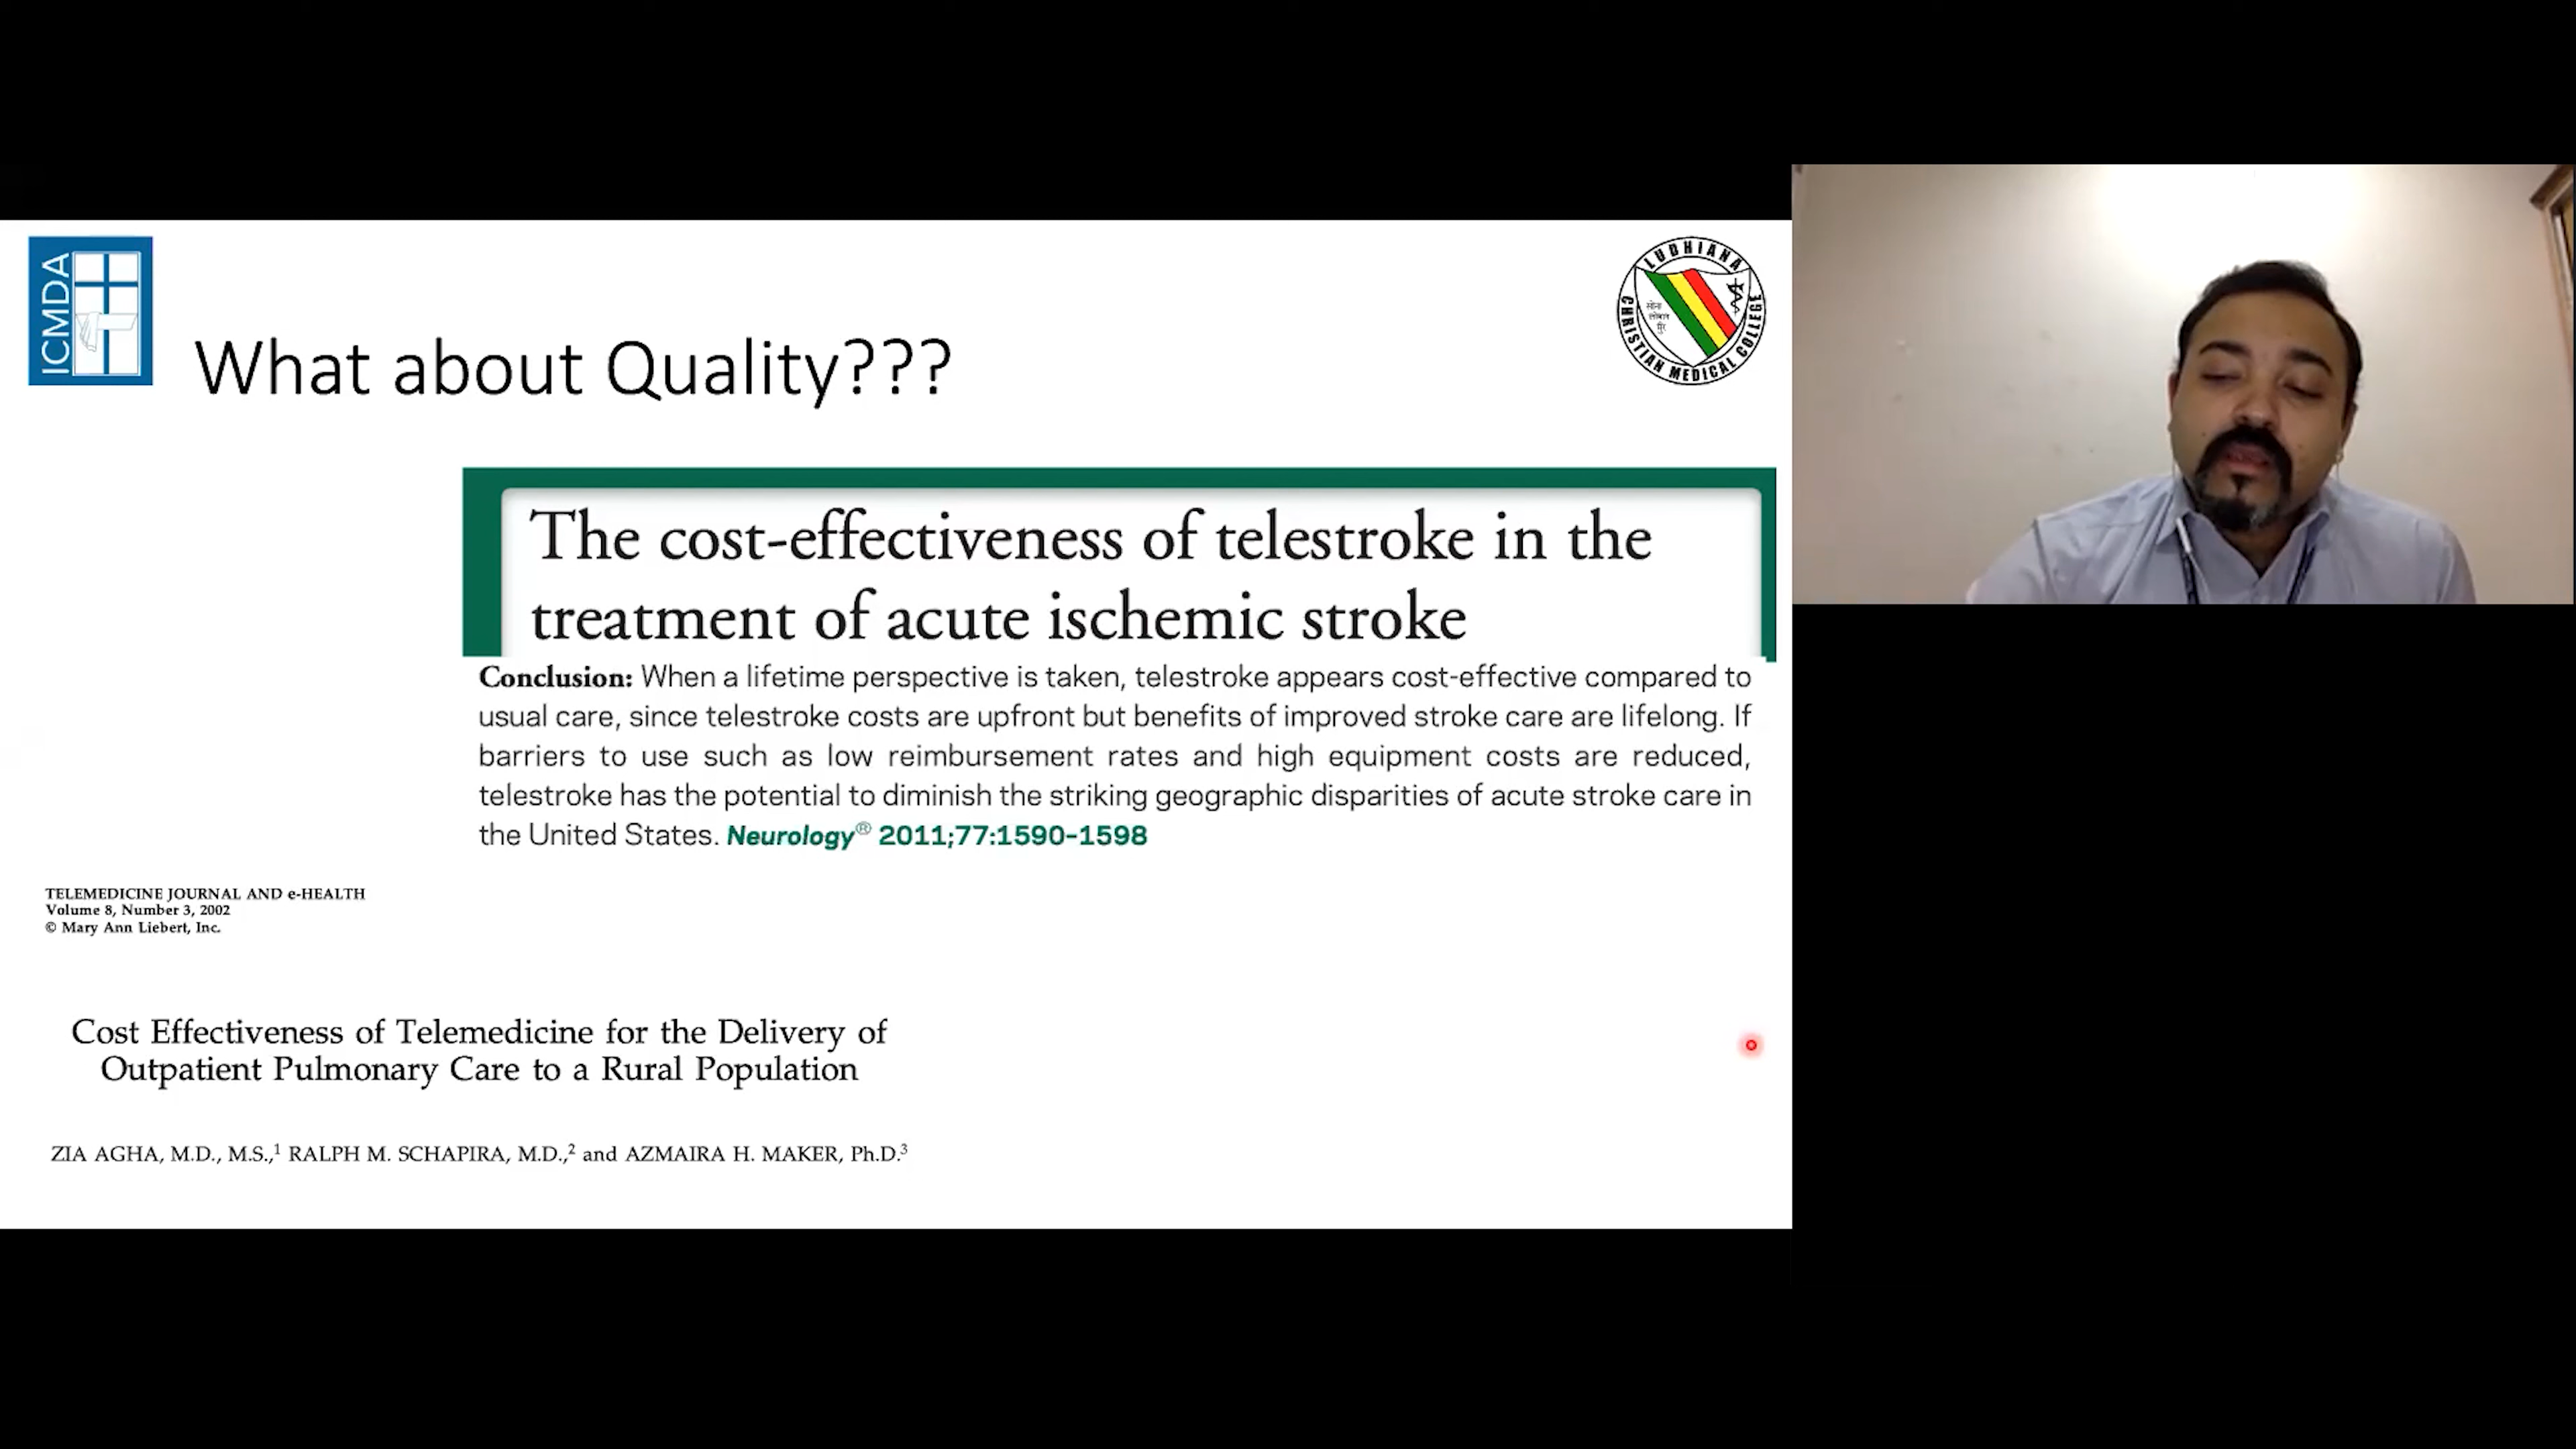 ICMDA
What about Quality???
LUDHIANA
CHRISTIAN MEDICAL COLLEGE
The cost-effectiveness of telestroke in the
treatment of acute ischemic stroke
Conclusion: When a lifetime perspective is taken, telestroke appears cost-effective compared to
usual care, since telestroke costs are upfront but benefits of improved stroke care are lifelong. If
barriers to use such as low reimbursement rates and high equipment costs are reduced,
telestroke has the potential to diminish the striking geographic disparities of acute stroke care in
the United States. Neurology® 2011;77:1590–1598
TELEMEDICINE JOURNAL AND e-HEALTH
Volume 8, Number 3, 2002
© Mary Ann Liebert, Inc.
Cost Effectiveness of Telemedicine for the Delivery of
Outpatient Pulmonary Care to a Rural Population
ZIA AGHA, M.D., M.S.,¹ RALPH M. SCHAPIRA, M.D.,² and AZMAIRA H. MAKER, Ph.D.³